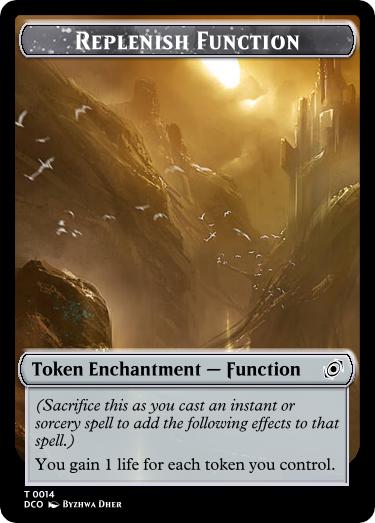 Replenish Function
Token Enchantment — Function
(Sacrifice this as you cast an instant or
sorcery spell to add the following effects to that
spell.)
You gain 1 life for each token you control.
T 0014
DCO Byzhwa Dher